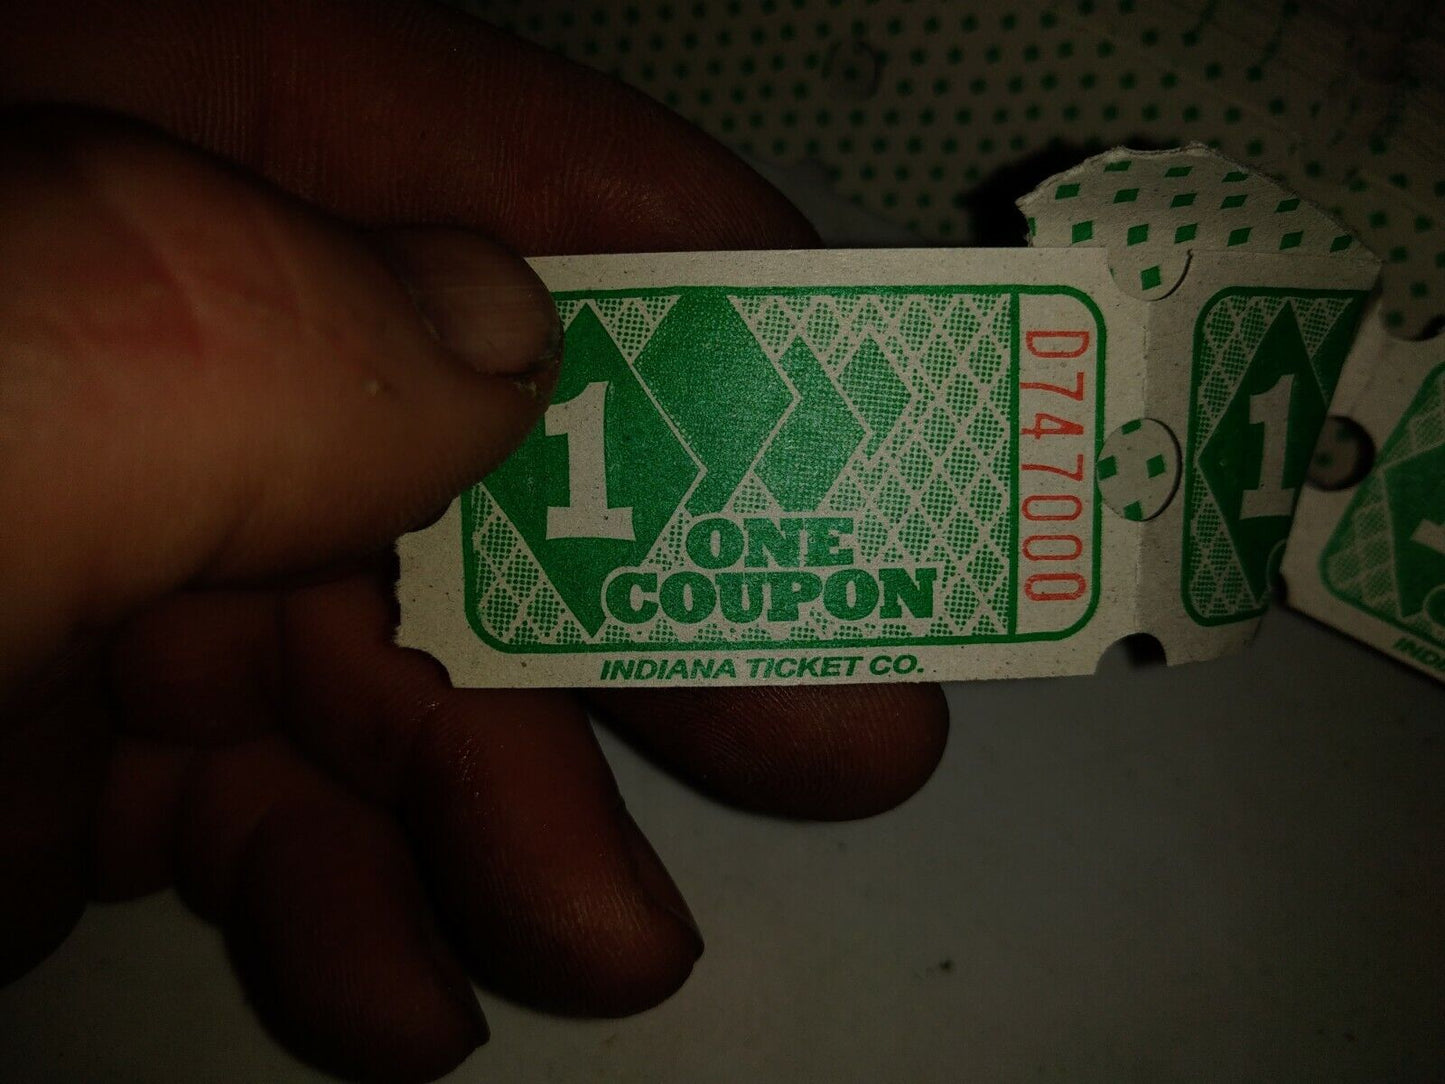 1
ONE
COUPON
D747000
INDIANA TICKET CO.
1